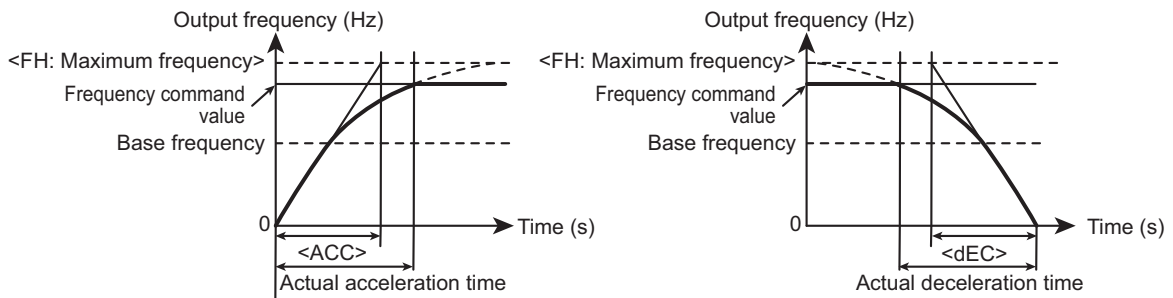 Output frequency (Hz)
<FH: Maximum frequency>
Frequency command
value
Base frequency
0
Time (s)
<ACC>
Actual acceleration time
Output frequency (Hz)
<FH: Maximum frequency>
Frequency command
value
Base frequency
0
Time (s)
<dEC>
Actual deceleration time